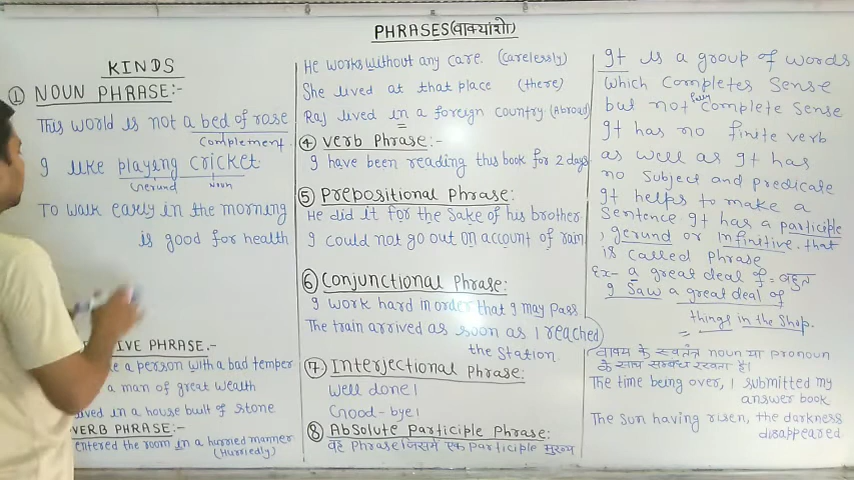 PHRASES(वाक्यांशो)
KINDS
① NOUN PHRASE:-
This world is not a bed of rose
Complement
I like playing cricket.
Gerund Noun
To walk early in the morning
is good for health
IVE PHRASE.-
a person with a bad temper
a man of great wealth
lived in a house built of stone
VERB PHRASE:-
entered the room in a hurried manner
(Hurriedly)
He works without any care. (carelessly)
She lived at that place (there)
Raj lived in a foreign country (Abroad)
④ Verb Phrase:-
I have been reading this book for 2 days
⑤ Prepositional Phrase:
He did it for the sake of his brother
I could not go out on account of rain
⑥ Conjunctional Phrase:
I work hard in order that I may pass
The train arrived as soon as I reached
the station.
⑦ Interjectional Phrase:
Well done!
Good-bye!
⑧ Absolute Participle Phrase:
वह Phrase जिसमे एक Participle मुख्य
It is a group of words
which completes sense
but not fully complete sense
It has no finite verb
as well as It has
no subject and predicate
It helps to make a
sentence It has a participle
, gerund or infinitive. that
is called Phrase
Ex- a great deal of = बहुत
I saw a great deal of
things in the shop.
वाक्य के स्वतंत्र noun या pronoun
के साथ सम्बंध रखता है।
The time being over, I submitted my
answer book
The sun having risen, the darkness
disappeared